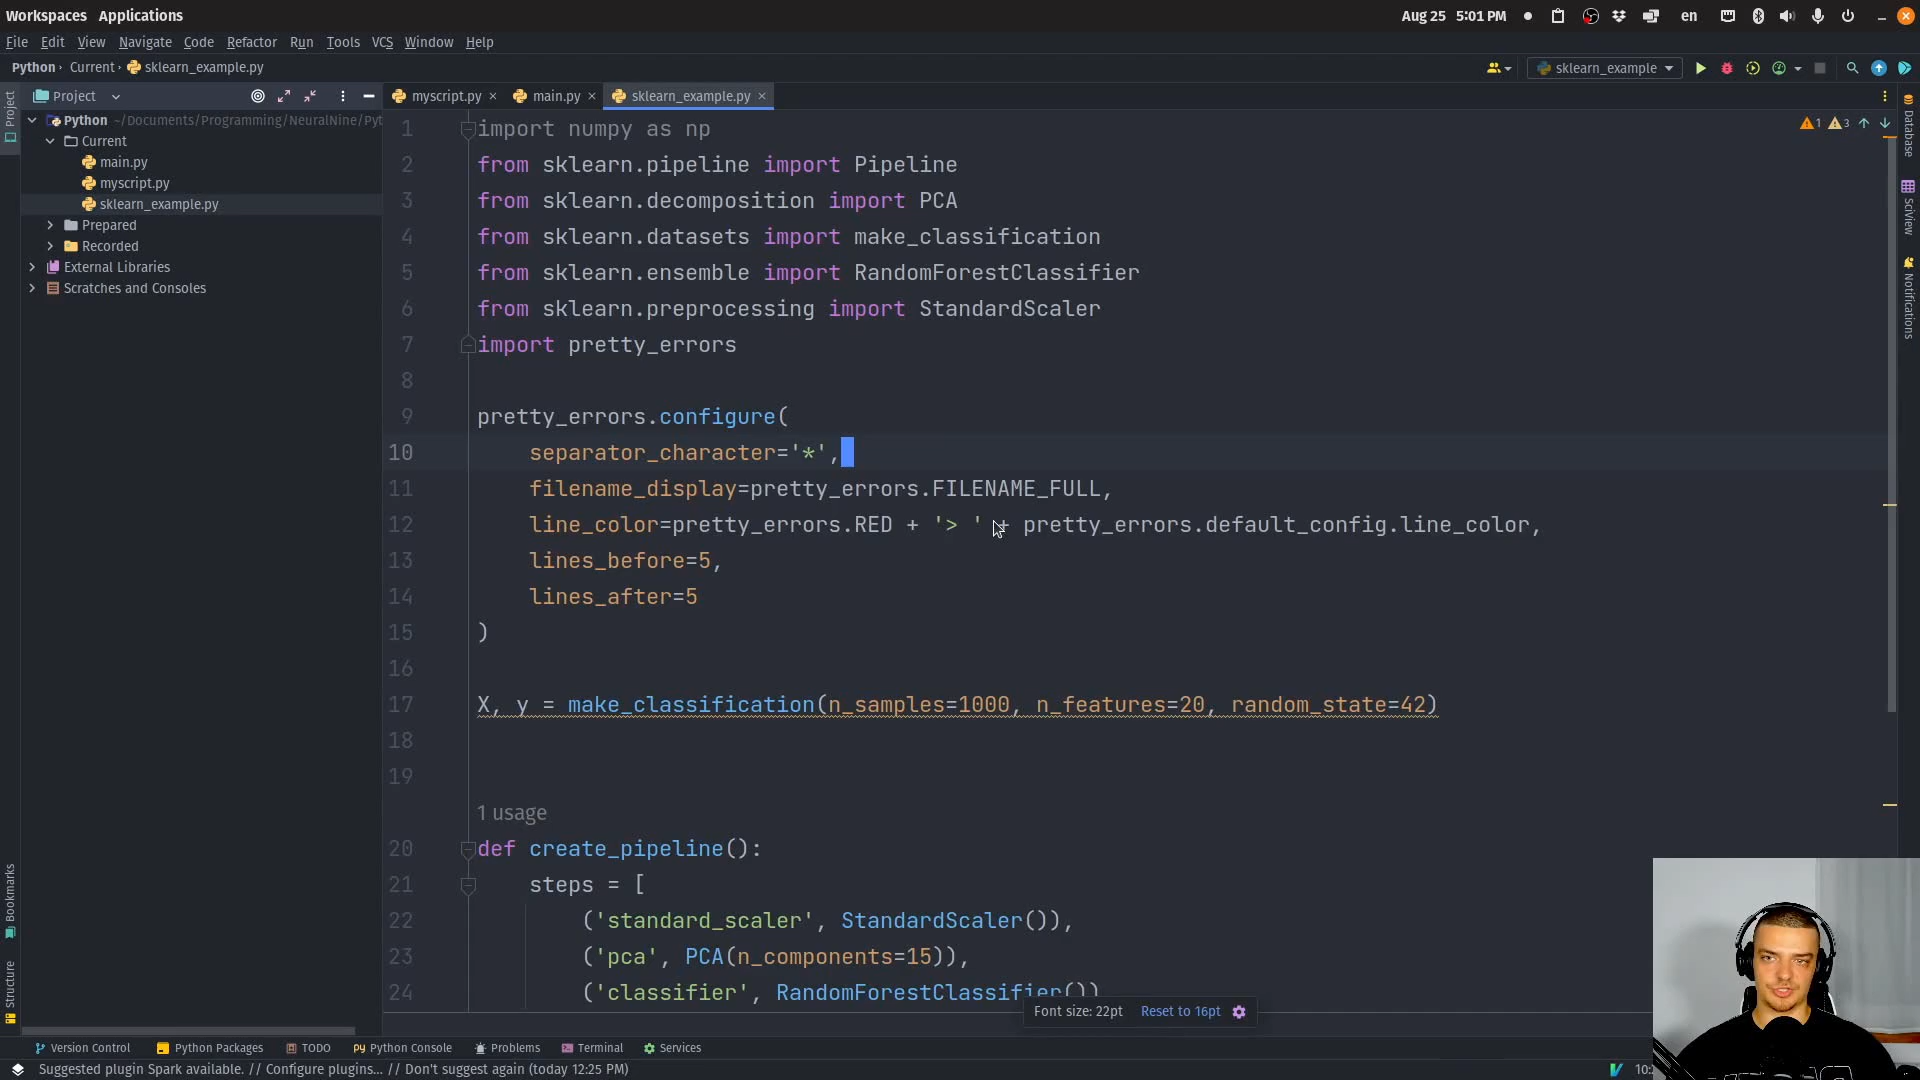 Workspaces Applications
Aug 25 5:01 PM
en
File Edit View Navigate Code Refactor Run Tools VCS Window Help
Python Current sklearn_example.py
sklearn_example
Project
myscript.py main.py sklearn_example.py
Python ~/Documents/Programming/NeuralNine/Pyt
Current
main.py
myscript.py
sklearn_example.py
Prepared
Recorded
External Libraries
Scratches and Consoles
Project
Bookmarks
Structure
1 3
1 import numpy as np
2 from sklearn.pipeline import Pipeline
3 from sklearn.decomposition import PCA
4 from sklearn.datasets import make_classification
5 from sklearn.ensemble import RandomForestClassifier
6 from sklearn.preprocessing import StandardScaler
7 import pretty_errors
8
9 pretty_errors.configure(
10 separator_character='*',
11 filename_display=pretty_errors.FILENAME_FULL,
12 line_color=pretty_errors.RED + '> ' + pretty_errors.default_config.line_color,
13 lines_before=5,
14 lines_after=5
15 )
16
17 X, y = make_classification(n_samples=1000, n_features=20, random_state=42)
18
19
1 usage
20 def create_pipeline():
21 steps = [
22 ('standard_scaler', StandardScaler()),
23 ('pca', PCA(n_components=15)),
24 ('classifier', RandomForestClassifier())
Font size: 22pt Reset to 16pt
Database
SciView
Notifications
Version Control Python Packages TODO Python Console Problems Terminal Services
Suggested plugin Spark available. // Configure plugins... // Don't suggest again (today 12:25 PM)